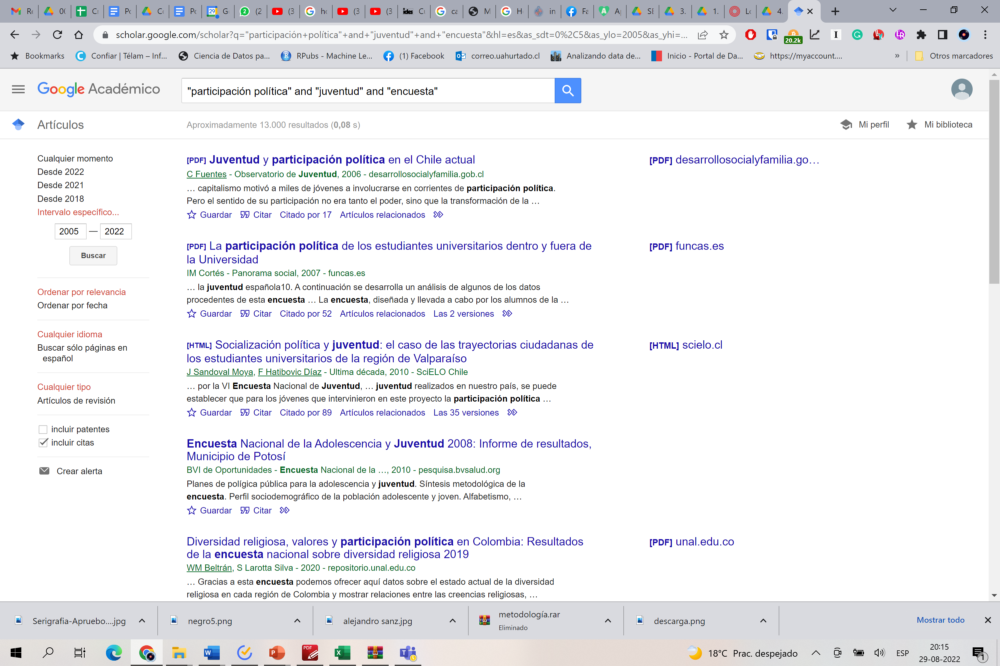 Re
00
Cr
Po
Co
Po
29
G
2
(2
(3
ho
(3
(3
ides
Cu
ca
M
H
in
Fa
A
A
SE
3.
1.
Lo
4.
scholar.google.com/scholar?q="participación+política"+and+"juventud"+and+"encuesta"&hl=es&as_sdt=0%2C5&as_ylo=2005&as_yhi=...
20.2k
Bookmarks
Confiar | Télam – Inf...
Ciencia de Datos pa...
RPubs - Machine Le...
(1) Facebook
correo.uahurtado.cl
Analizando data de...
Inicio - Portal de Da...
https://myaccount....
»
Otros marcadores
Google Académico
"participación política" and "juventud" and "encuesta"
Artículos
Aproximadamente 13.000 resultados (0,08 s)
Mi perfil
Mi biblioteca
Cualquier momento
Desde 2022
Desde 2021
Desde 2018
Intervalo específico...
2005 — 2022
Buscar
Ordenar por relevancia
Ordenar por fecha
Cualquier idioma
Buscar sólo páginas en
español
Cualquier tipo
Artículos de revisión
incluir patentes
incluir citas
Crear alerta
[PDF] Juventud y participación política en el Chile actual
C Fuentes - Observatorio de Juventud, 2006 - desarrollosocialyfamilia.gob.cl
… capitalismo motivó a miles de jóvenes a involucrarse en corrientes de participación política.
Pero el sentido de su participación no era tanto el poder, sino que la transformación de la …
Guardar Citar Citado por 17 Artículos relacionados
[PDF] desarrollosocialyfamilia.go…
[PDF] La participación política de los estudiantes universitarios dentro y fuera de
la Universidad
IM Cortés - Panorama social, 2007 - funcas.es
… la juventud española10. A continuación se desarrolla un análisis de algunos de los datos
procedentes de esta encuesta … La encuesta, diseñada y llevada a cabo por los alumnos de la …
Guardar Citar Citado por 52 Artículos relacionados Las 2 versiones
[PDF] funcas.es
[HTML] Socialización política y juventud: el caso de las trayectorias ciudadanas de
los estudiantes universitarios de la región de Valparaíso
J Sandoval Moya, F Hatibovic Díaz - Ultima década, 2010 - SciELO Chile
… por la VI Encuesta Nacional de Juventud, … juventud realizados en nuestro país, se puede
establecer que para los jóvenes que intervinieron en este proyecto la participación política …
Guardar Citar Citado por 89 Artículos relacionados Las 35 versiones
[HTML] scielo.cl
Encuesta Nacional de la Adolescencia y Juventud 2008: Informe de resultados,
Municipio de Potosí
BVI de Oportunidades - Encuesta Nacional de la …, 2010 - pesquisa.bvsalud.org
Planes de polígica pública para la adolescencia y juventud. Síntesis metodológica de la
encuesta. Perfil sociodemográfico de la población adolescente y joven. Alfabetismo, …
Guardar Citar
Diversidad religiosa, valores y participación política en Colombia: Resultados
de la encuesta nacional sobre diversidad religiosa 2019
WM Beltrán, S Larotta Silva - 2020 - repositorio.unal.edu.co
… Gracias a esta encuesta podemos ofrecer aquí datos sobre el estado actual de la diversidad
religiosa en cada región de Colombia y mostrar relaciones entre las creencias religiosas, …
[PDF] unal.edu.co
Serigrafia-Apruebo....jpg
negro5.png
alejandro sanz.jpg
metodología.rar
Eliminado
descarga.png
Mostrar todo
18°C Prac. despejado
ESP
20:15
29-08-2022
1